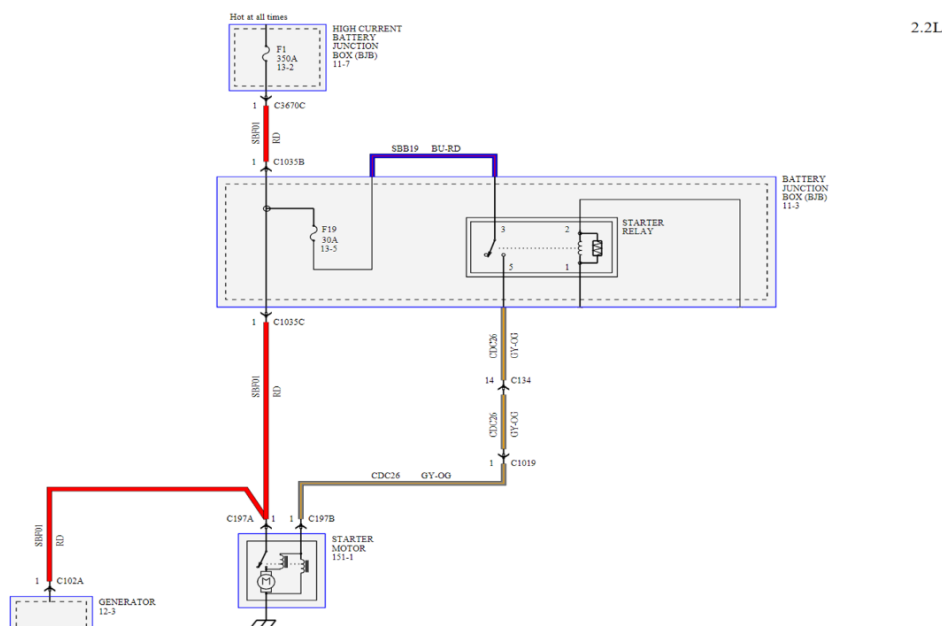 Hot at all times
2.2L
HIGH CURRENT
BATTERY
JUNCTION
BOX (BJB)
11-7
F1
350A
13-2
1 C3670C
SBF01 RD
1 C1035B
SBB19 BU-RD
BATTERY
JUNCTION
BOX (BJB)
11-3
F19
30A
13-5
STARTER
RELAY
3 2
5 1
1 C1035C
SBF01 RD
CDC26 GY-OG
14 C134
CDC26 GY-OG
1 C1019
CDC26 GY-OG
C197A 1
1 C197B
STARTER
MOTOR
151-1
M
SBF01 RD
1 C102A
GENERATOR
12-3